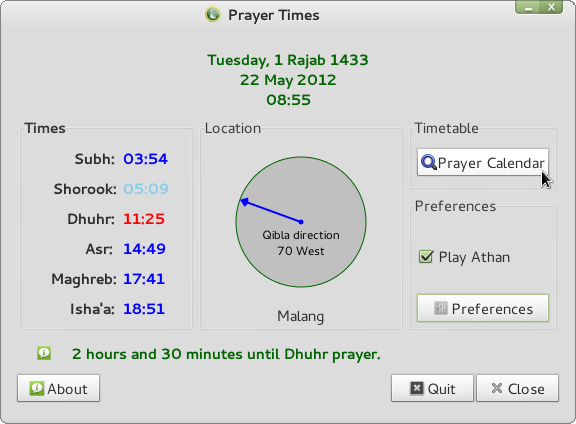 Prayer Times
Tuesday, 1 Rajab 1433
22 May 2012
08:55
Times
Subh: 03:54
Shorook: 05:09
Dhuhr: 11:25
Asr: 14:49
Maghreb: 17:41
Isha'a: 18:51
Location
Qibla direction
70 West
Malang
Timetable
Prayer Calendar
Preferences
Play Athan
Preferences
2 hours and 30 minutes until Dhuhr prayer.
About
Quit
Close